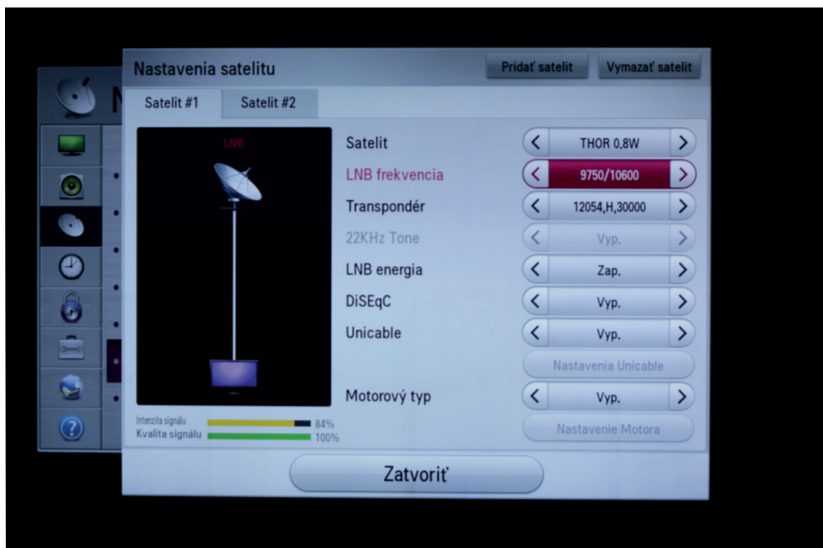 Nastavenia satelitu
Pridať satelit
Vymazať satelit
Satelit #1
Satelit #2
LNB
Satelit
THOR 0,8W
LNB frekvencia
9750/10600
Transpondér
12054,H,30000
22KHz Tone
Vyp.
LNB energia
Zap.
DiSEqC
Vyp.
Unicable
Vyp.
Nastavenia Unicable
Motorový typ
Vyp.
Nastavenie Motora
Intenzita signálu
84%
Kvalita signálu
100%
Zatvoriť